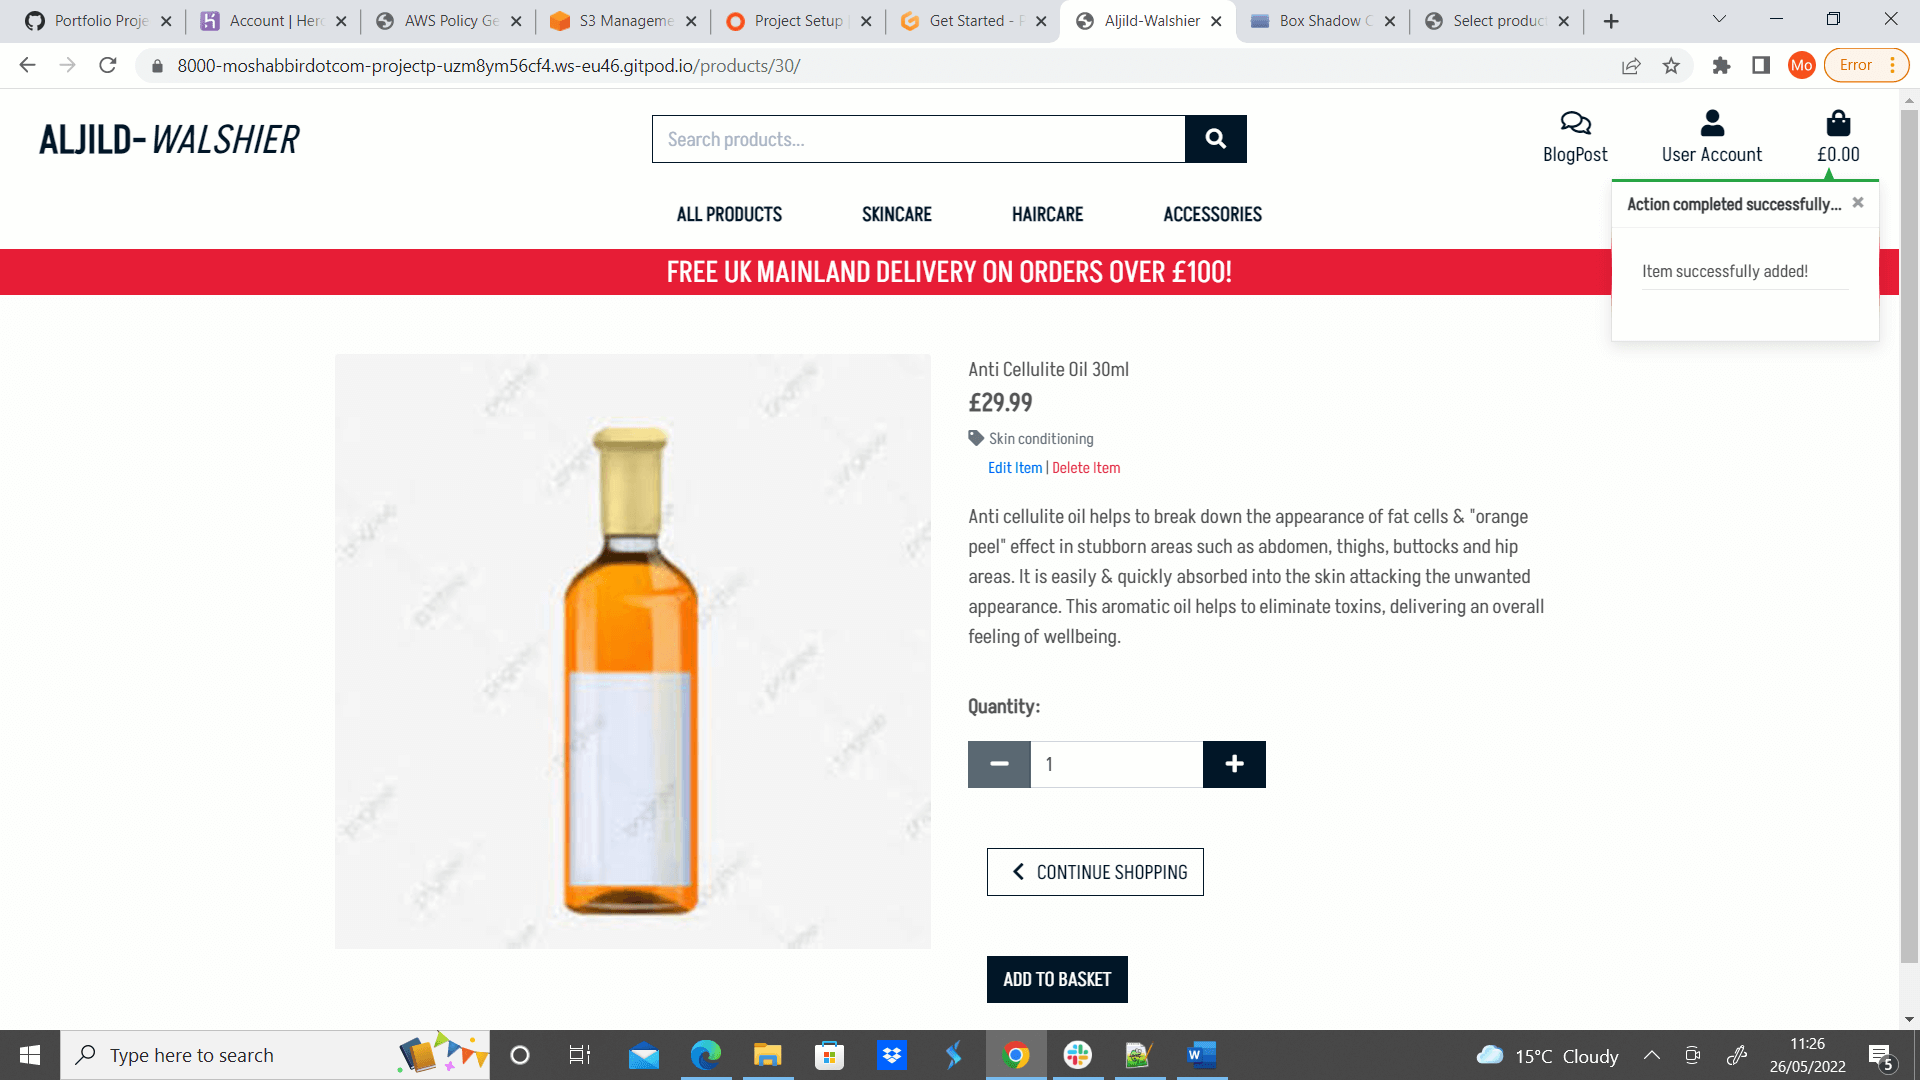 Portfolio Proje
Account | Hero
AWS Policy Ge
S3 Manageme
Project Setup |
Get Started -
Aljild-Walshier
Box Shadow C
Select product
8000-moshabbirdotcom-projectp-uzm8ym56cf4.ws-eu46.gitpod.io/products/30/
Mo
Error
ALJILD-WALSHIER
Search products...
BlogPost
User Account
£0.00
ALL PRODUCTS
SKINCARE
HAIRCARE
ACCESSORIES
Action completed successfully...
Item successfully added!
FREE UK MAINLAND DELIVERY ON ORDERS OVER £100!
Anti Cellulite Oil 30ml
£29.99
Skin conditioning
Edit Item | Delete Item
Anti cellulite oil helps to break down the appearance of fat cells & "orange
peel" effect in stubborn areas such as abdomen, thighs, buttocks and hip
areas. It is easily & quickly absorbed into the skin attacking the unwanted
appearance. This aromatic oil helps to eliminate toxins, delivering an overall
feeling of wellbeing.
Quantity:
1
CONTINUE SHOPPING
ADD TO BASKET
Type here to search
15°C Cloudy
11:26
26/05/2022
5